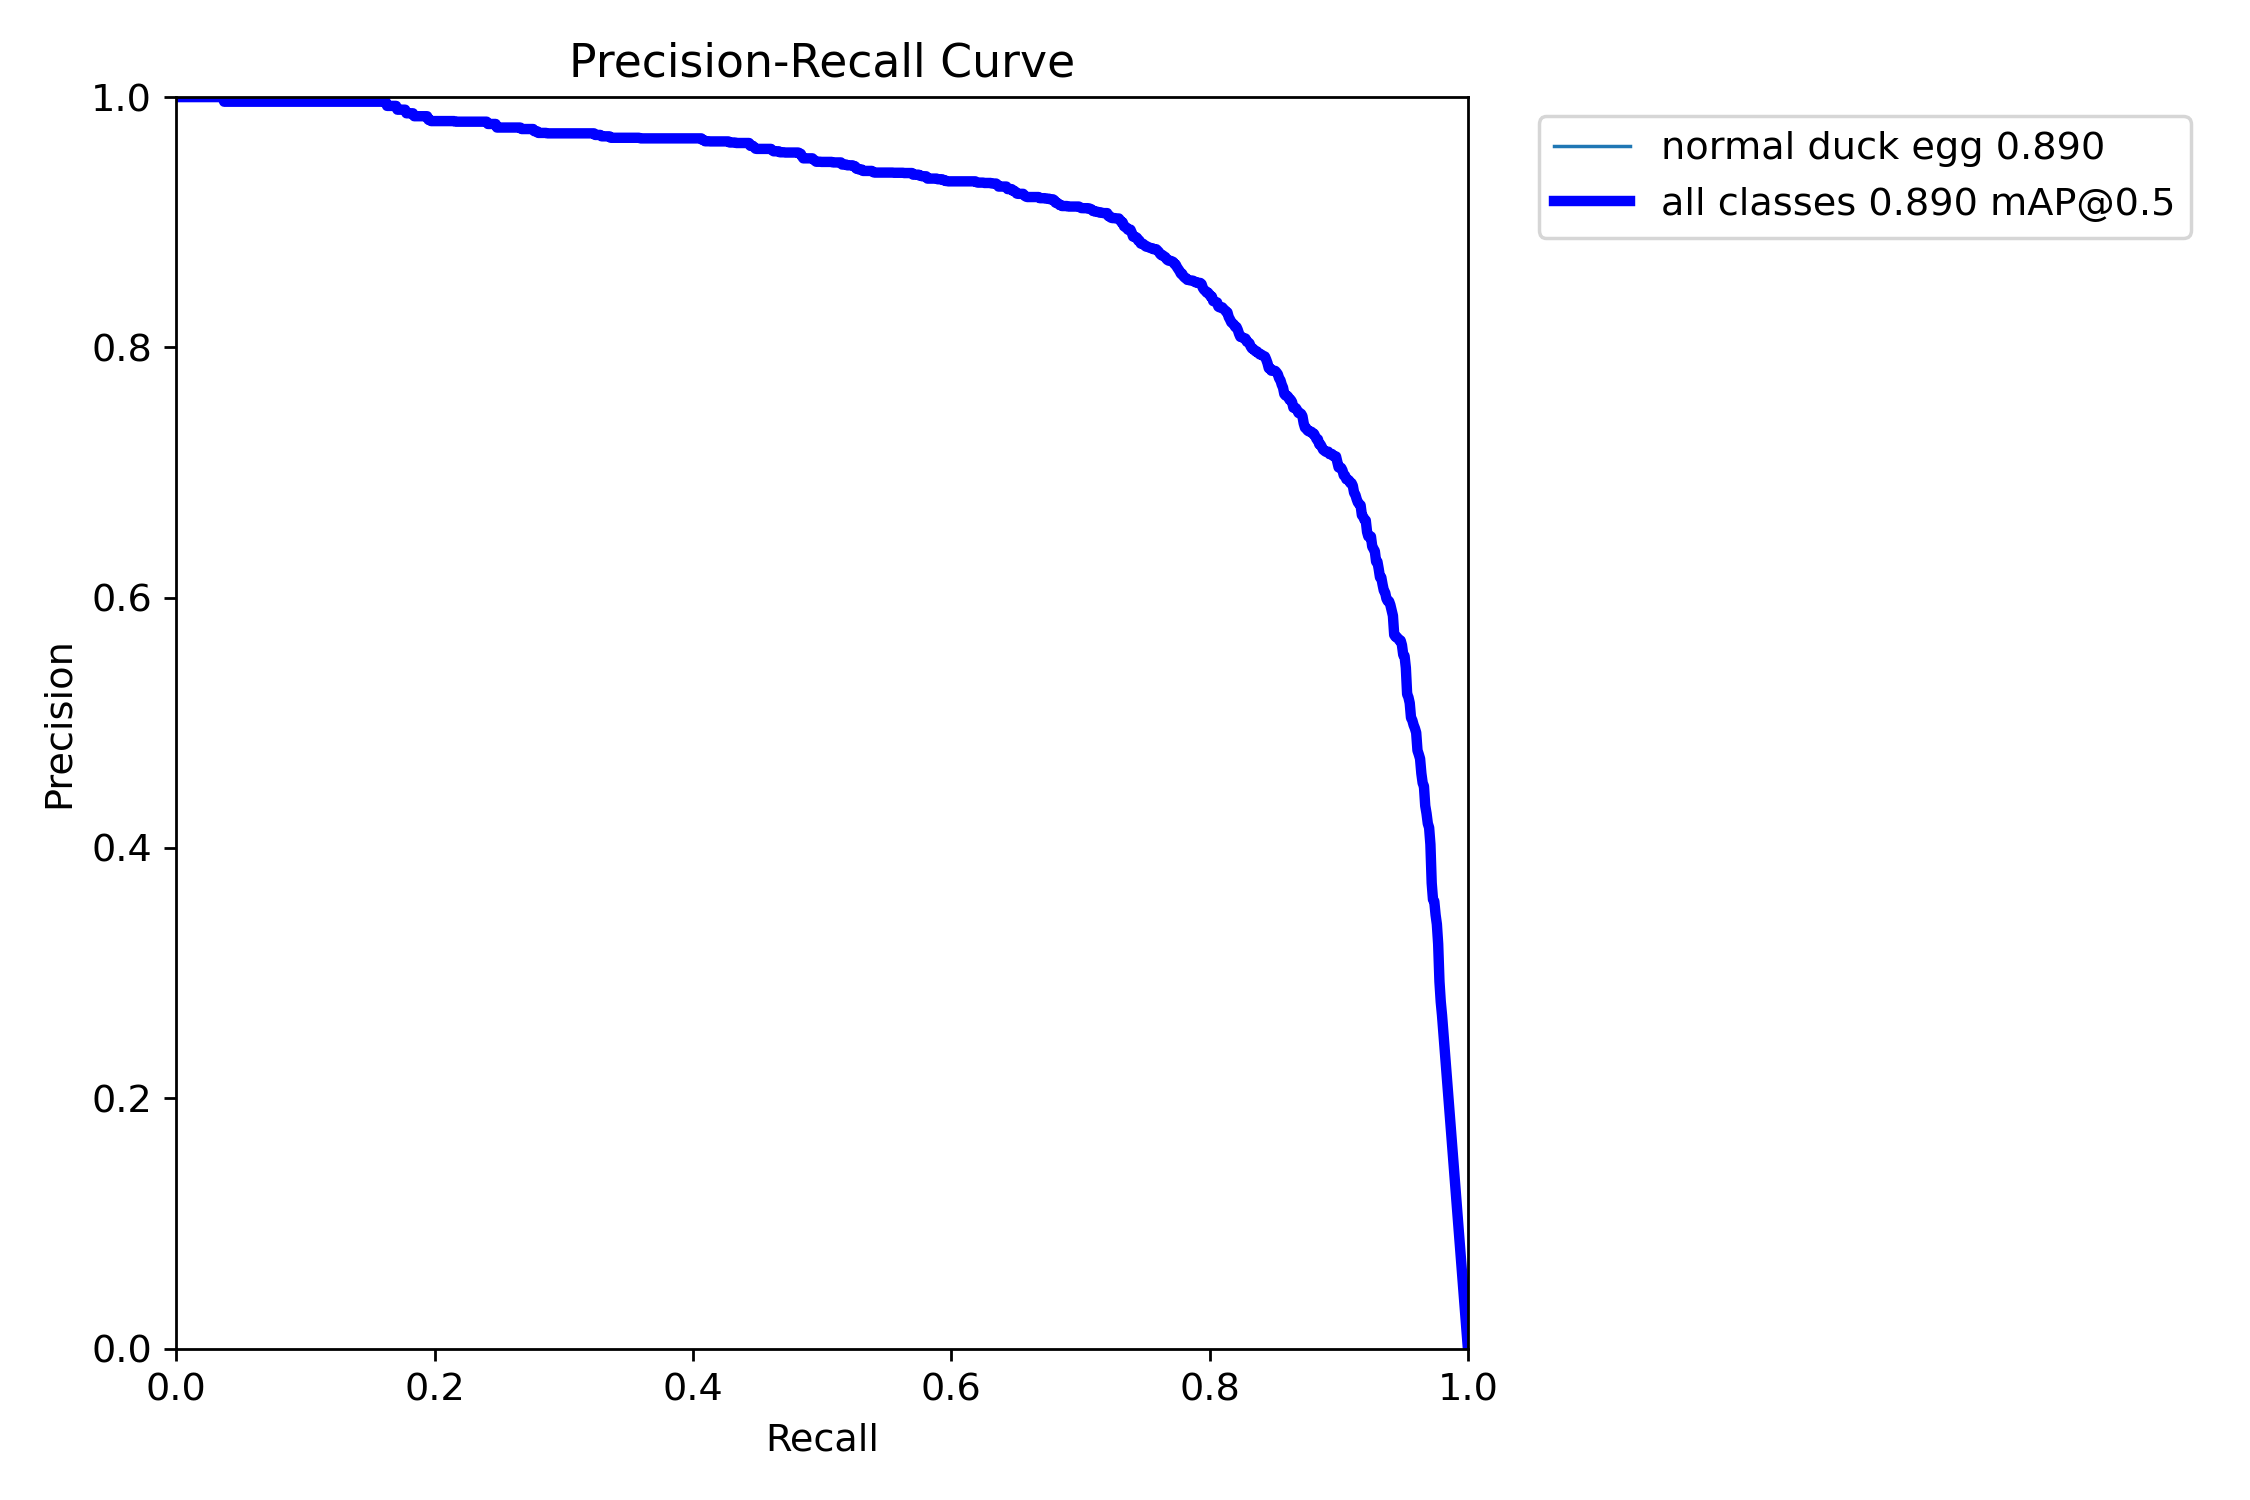 Precision-Recall Curve
1.0
0.8
0.6
0.4
0.2
0.0
Precision
0.0 0.2 0.4 0.6 0.8 1.0
Recall
normal duck egg 0.890
all classes 0.890 mAP@0.5